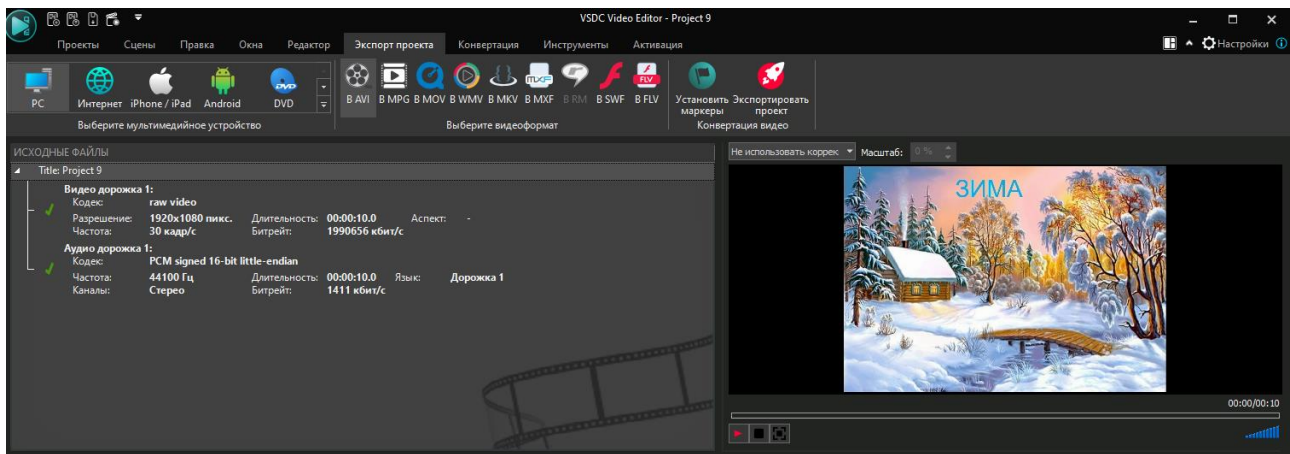 VSDC Video Editor - Project 9
Проекты Сцены Правка Окна Редактор Экспорт проекта Конвертация Инструменты Активация
Настройки
PC Интернет iPhone / iPad Android DVD
DVD
Выберите мультимедийное устройство
MXF
FLV
В AVI В MPG В MOV В WMV В MKV В MXF В RM В SWF В FLV
Выберите видеоформат
Установить маркеры
Экспортировать проект
Конвертация видео
ИСХОДНЫЕ ФАЙЛЫ
Title: Project 9
Видео дорожка 1:
Кодек: raw video
Разрешение: 1920x1080 пикс. Длительность: 00:00:10.0 Аспект: -
Частота: 30 кадр/с Битрейт: 1990656 кбит/с
Аудио дорожка 1:
Кодек: PCM signed 16-bit little-endian
Частота: 44100 Гц Длительность: 00:00:10.0 Язык: Дорожка 1
Каналы: Стерео Битрейт: 1411 кбит/с
Не использовать коррек Масштаб: 0 %
ЗИМА
00:00/00:10